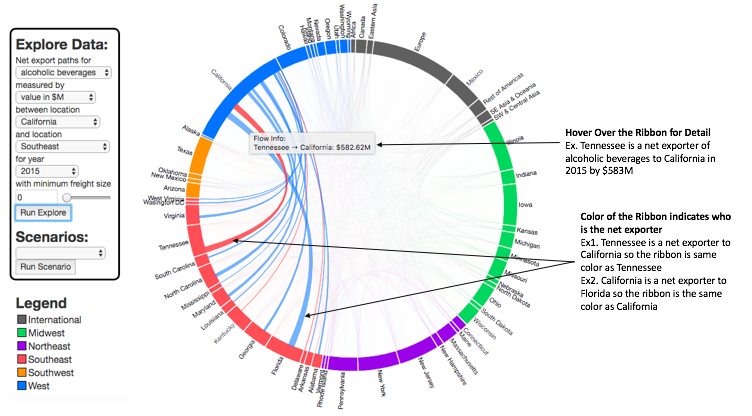 Explore Data:
Net export paths for
alcoholic beverages
measured by
value in $M
between location
California
and location
Southeast
for year
2015
with minimum freight size
0
Run Explore
Scenarios:
Run Scenario
Legend
International
Midwest
Northeast
Southeast
Southwest
West
Flow Info:
Tennessee → California: $582.62M
Hover Over the Ribbon for Detail
Ex. Tennessee is a net exporter of
alcoholic beverages to California in
2015 by $583M
Color of the Ribbon indicates who
is the net exporter
Ex1. Tennessee is a net exporter to
California so the ribbon is same
color as Tennessee
Ex2. California is a net exporter to
Florida so the ribbon is the same
color as California
Canada
Eastern Asia
Europe
Mexico
Rest of Americas
SE Asia & Oceania
SW & Central Asia
Illinois
Indiana
Iowa
Kansas
Michigan
Minnesota
Missouri
Nebraska
North Dakota
Ohio
South Dakota
Wisconsin
Connecticut
Maine
Massachusetts
New Hampshire
New Jersey
New York
Pennsylvania
Rhode Island
Vermont
Alabama
Arkansas
Delaware
Florida
Georgia
Kentucky
Louisiana
Maryland
Mississippi
North Carolina
South Carolina
Tennessee
Virginia
Wasington DC
West Virginia
Arizona
New Mexico
Oklahoma
Texas
Alaska
California
Colorado
Nevada
Oregon
Utah
Washington
Wyoming